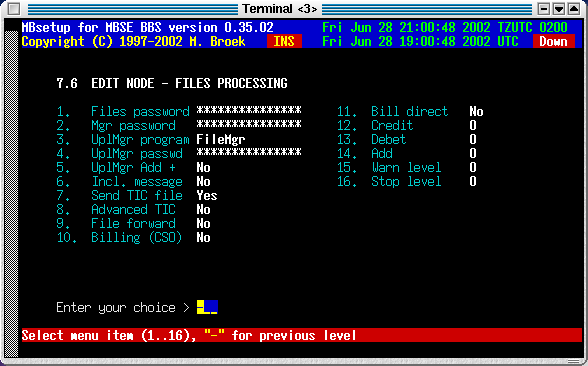 Terminal <3>
MBsetup for MBSE BBS version 0.35.02 Fri Jun 28 21:00:48 2002 TZUTC 0200
Copyright (C) 1997-2002 M. Broek INS Fri Jun 28 19:00:48 2002 UTC Down
7.6 EDIT NODE - FILES PROCESSING
1. Files password *************** 11. Bill direct No
2. Mgr password *************** 12. Credit 0
3. UplMgr program FileMgr 13. Debet 0
4. UplMgr passwd *************** 14. Add 0
5. UplMgr Add + No 15. Warn level 0
6. Incl. message No 16. Stop level 0
7. Send TIC file Yes
8. Advanced TIC No
9. File forward No
10. Billing (CSO) No
Enter your choice > -
Select menu item (1..16), "-" for previous level